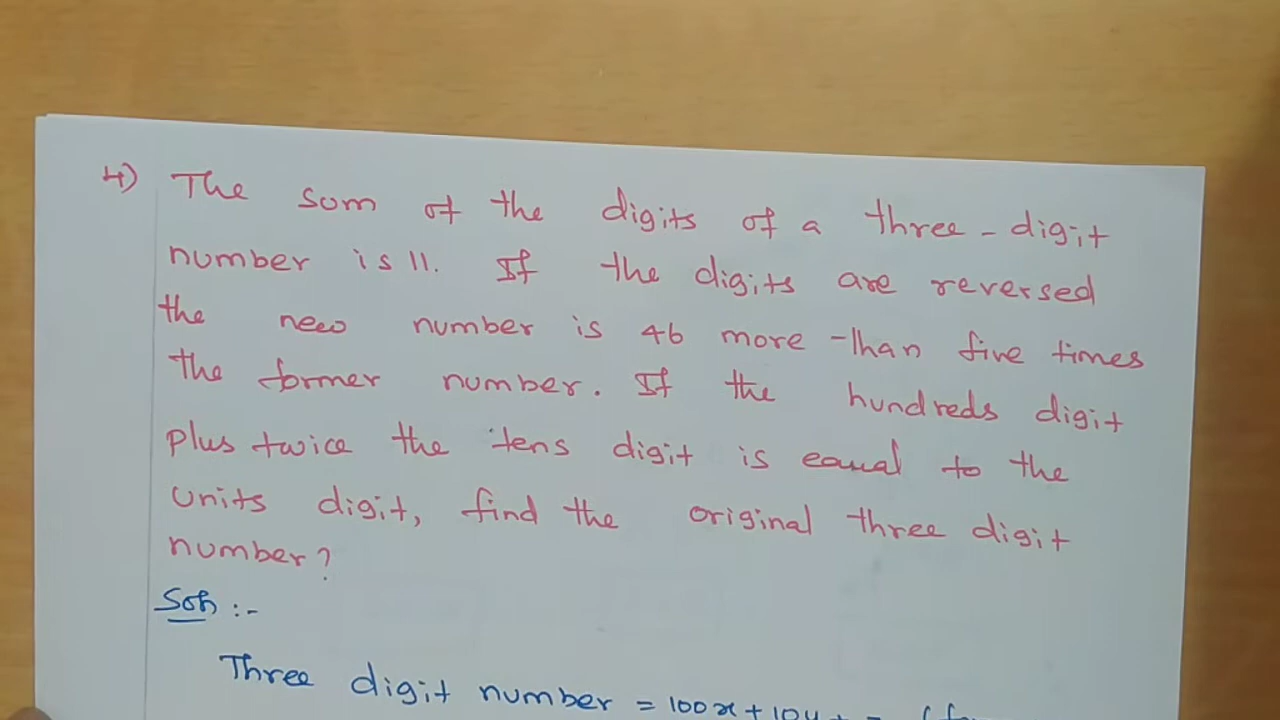 4) The sum of the digits of a three-digit
number is 11. If the digits are reversed
the new number is 46 more than five times
the former number. If the hundreds digit
plus twice the tens digit is equal to the
units digit, find the original three digit
number?
Soln :-
Three digit number = 100x + 10y +